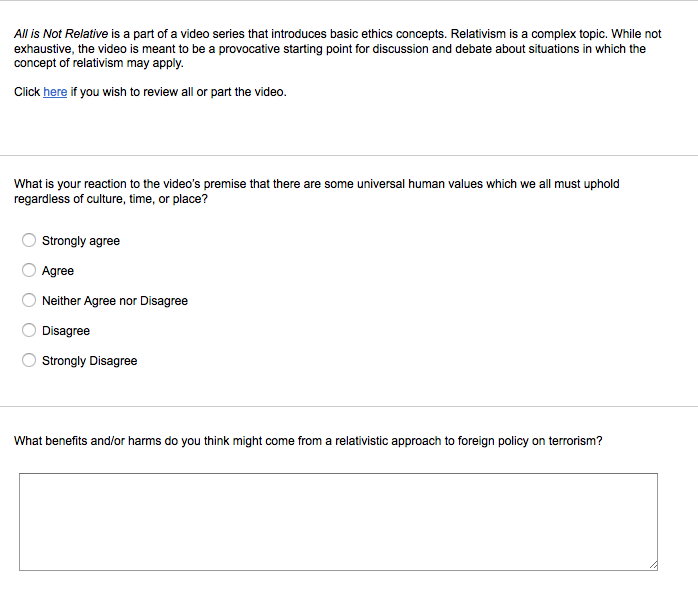 All is Not Relative is a part of a video series that introduces basic ethics concepts. Relativism is a complex topic. While not
exhaustive, the video is meant to be a provocative starting point for discussion and debate about situations in which the
concept of relativism may apply.
Click here if you wish to review all or part the video.
What is your reaction to the video's premise that there are some universal human values which we all must uphold
regardless of culture, time, or place?
Strongly agree
Agree
Neither Agree nor Disagree
Disagree
Strongly Disagree
What benefits and/or harms do you think might come from a relativistic approach to foreign policy on terrorism?